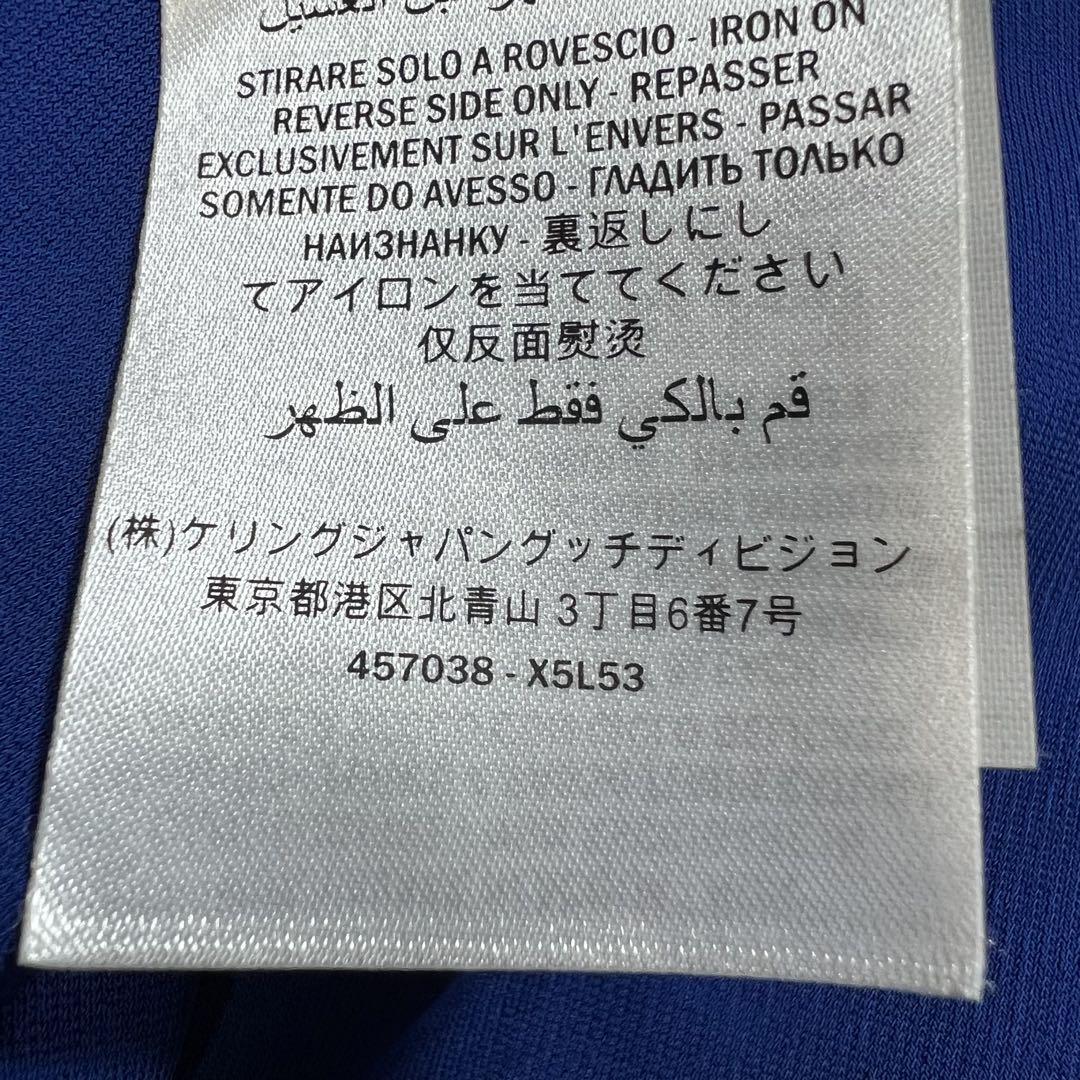 STIRARE SOLO A ROVESCIO - IRON ON
REVERSE SIDE ONLY - REPASSER
EXCLUSIVEMENT SUR L'ENVERS - PASSAR
SOMENTE DO AVESSO - ГЛАДИТЬ ТОЛЬКО
НАИЗНАНКУ - 裏返しにし
てアイロンを当ててください
仅反面熨烫
قم بالكي فقط على الظهر
(株)ケリングジャパングッチディビジョン
東京都港区北青山 3丁目6番7号
457038 - X5L53